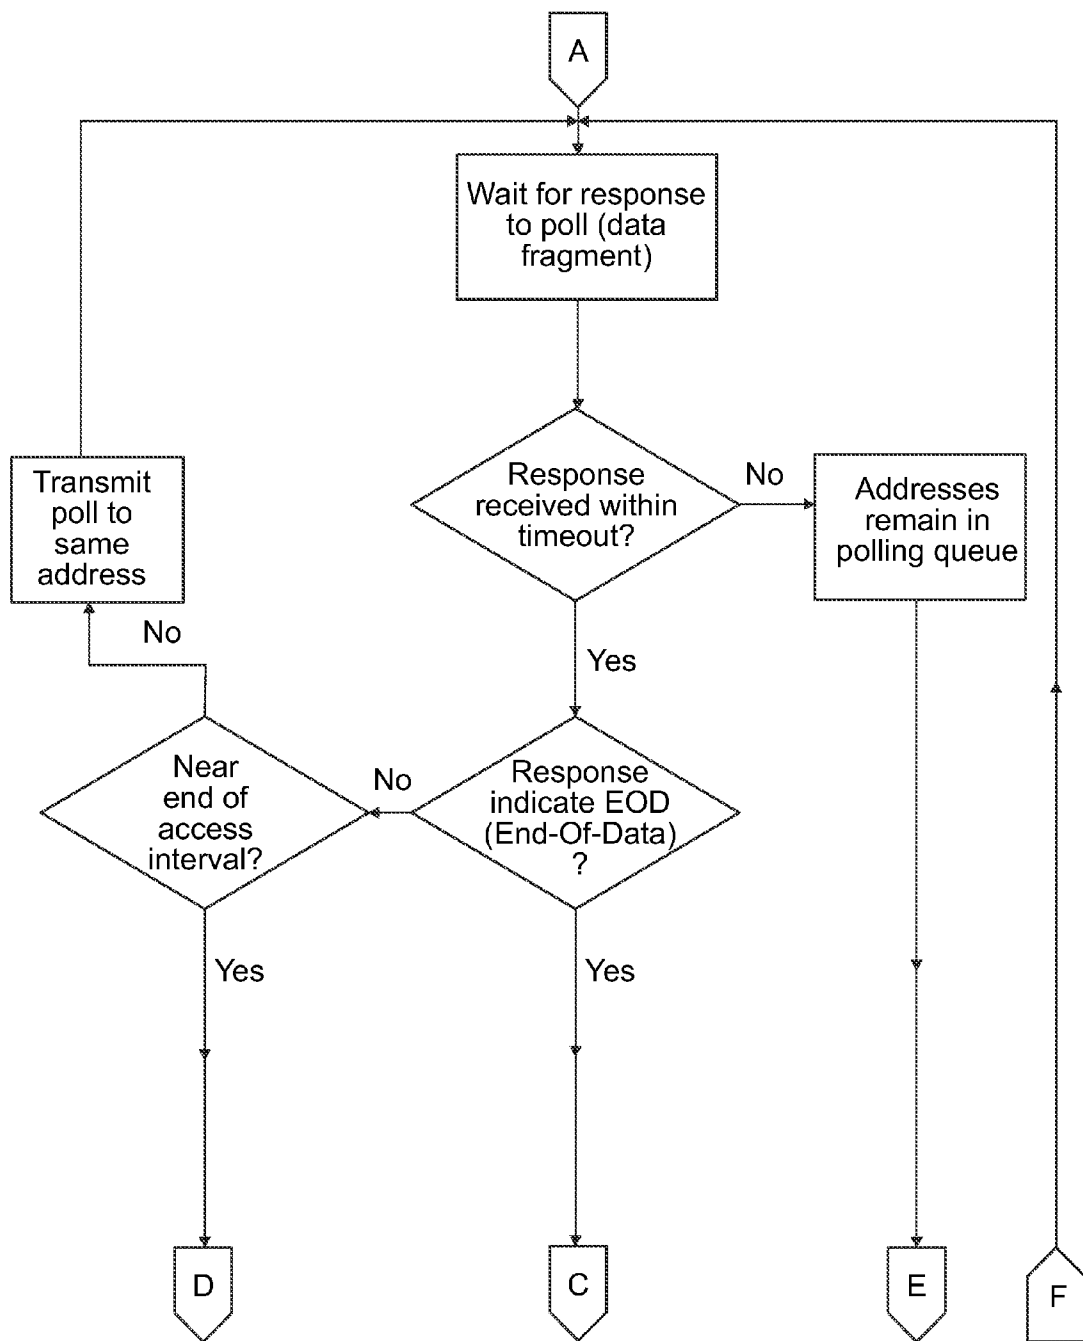 A
Wait for response
to poll (data
fragment)
Response
received within
timeout?
No
Addresses
remain in
polling queue
Transmit
poll to
same
address
No
Yes
Near
end of
access
interval?
No
Response
indicate EOD
(End-Of-Data)
?
Yes
Yes
D
C
E
F